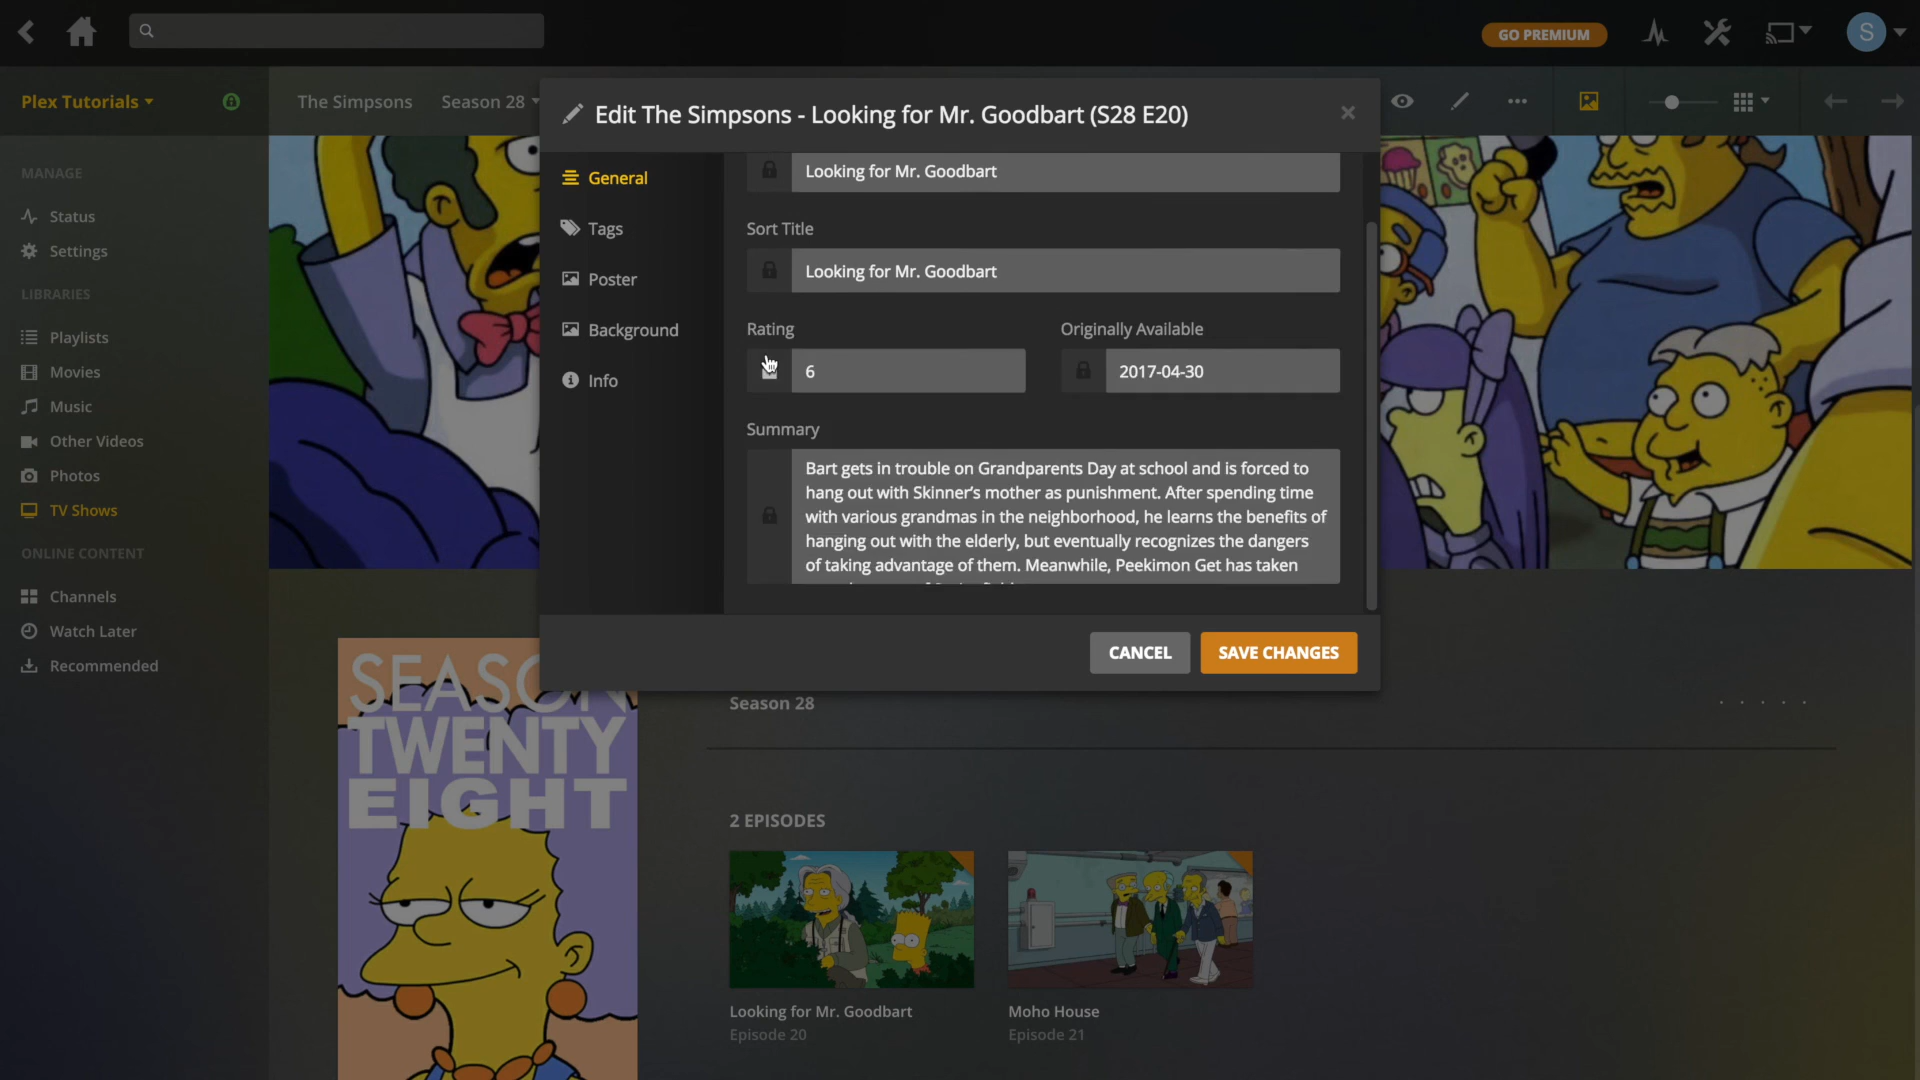 GO PREMIUM
S
Plex Tutorials
The Simpsons
Season 28
Edit The Simpsons - Looking for Mr. Goodbart (S28 E20)
MANAGE
Status
Settings
LIBRARIES
Playlists
Movies
Music
Other Videos
Photos
TV Shows
ONLINE CONTENT
Channels
Watch Later
Recommended
General
Tags
Poster
Background
Info
Looking for Mr. Goodbart
Sort Title
Looking for Mr. Goodbart
Rating
Originally Available
6
2017-04-30
Summary
Bart gets in trouble on Grandparents Day at school and is forced to
hang out with Skinner's mother as punishment. After spending time
with various grandmas in the neighborhood, he learns the benefits of
hanging out with the elderly, but eventually recognizes the dangers
of taking advantage of them. Meanwhile, Peekimon Get has taken
CANCEL
SAVE CHANGES
SEASON
TWENTY
EIGHT
Season 28
2 EPISODES
Looking for Mr. Goodbart
Episode 20
Moho House
Episode 21